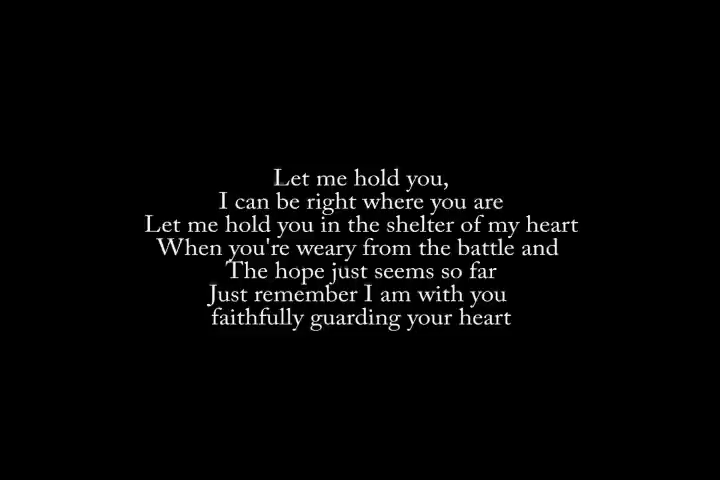 Let me hold you,
I can be right where you are
Let me hold you in the shelter of my heart
When you're weary from the battle and
The hope just seems so far
Just remember I am with you
faithfully guarding your heart